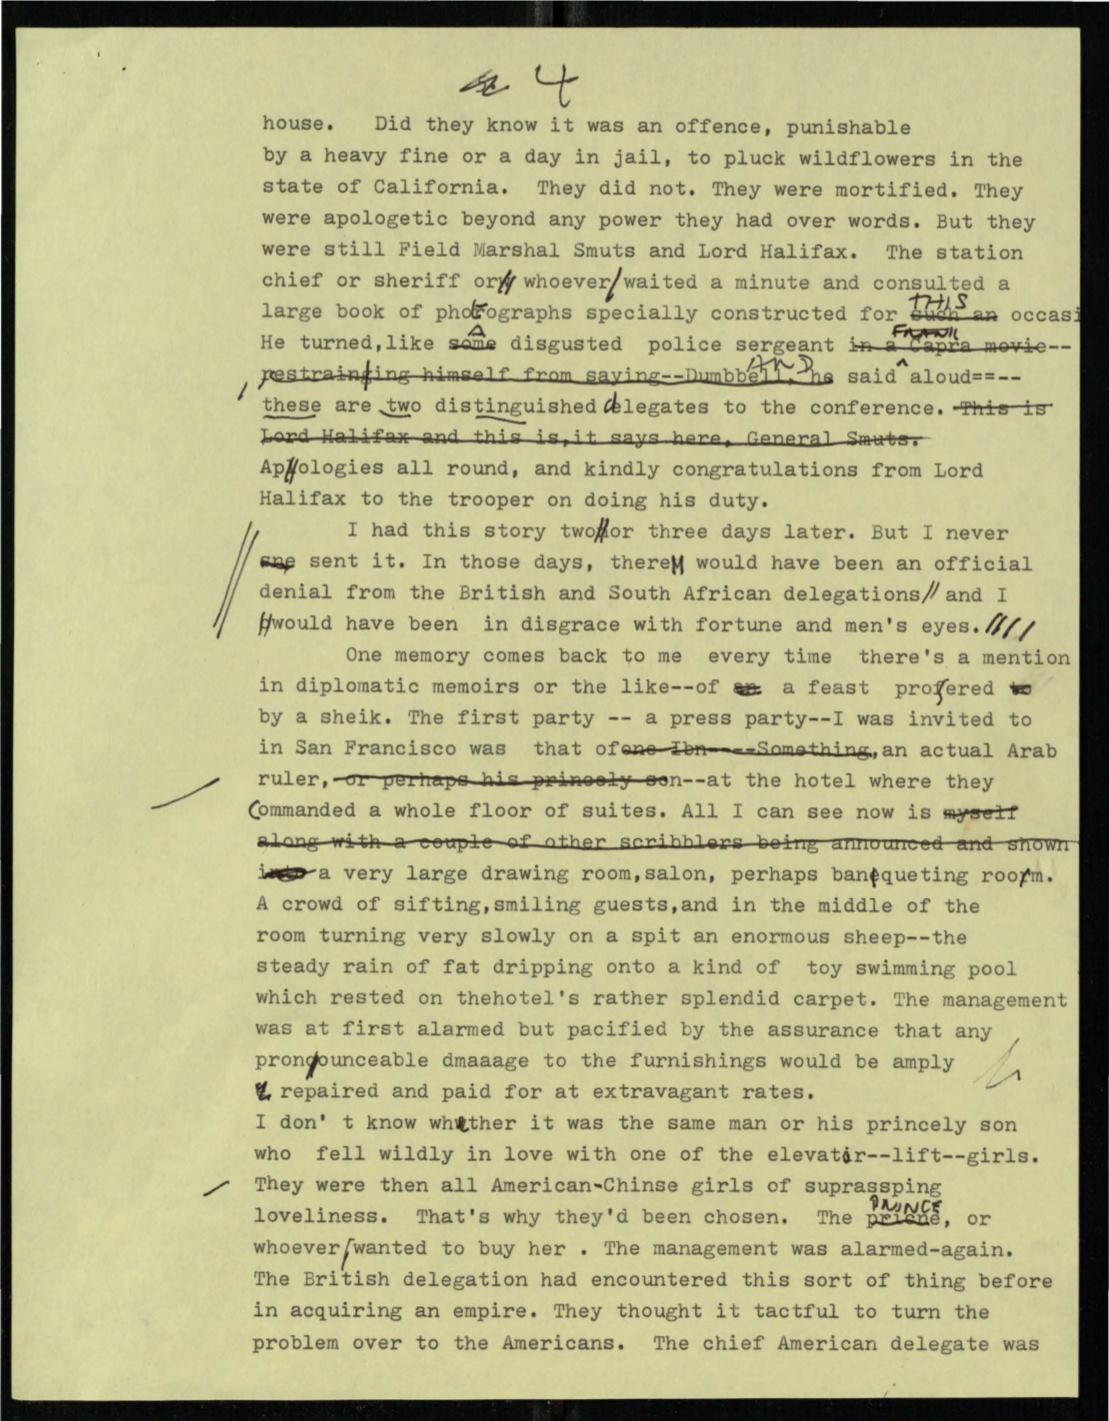 4
house. Did they know it was an offence, punishable
by a heavy fine or a day in jail, to pluck wildflowers in the
state of California. They did not. They were mortified. They
were apologetic beyond any power they had over words. But they
were still Field Marshal Smuts and Lord Halifax. The station
chief or sheriff or whoever waited a minute and consulted a
THIS
large book of photographs specially constructed for such an occasi
A FRANK
He turned,like some disgusted police sergeant in a Capra movie--
AND
restraining himself from saying--Dumbbell, he said aloud==--
these are two distinguished delegates to the conference. This is
Lord Halifax and this is,it says here, General Smuts.
Apologies all round, and kindly congratulations from Lord
Halifax to the trooper on doing his duty.
I had this story two or three days later. But I never
sne sent it. In those days, there would have been an official
denial from the British and South African delegations and I
would have been in disgrace with fortune and men's eyes.
One memory comes back to me every time there's a mention
in diplomatic memoirs or the like--of an a feast profered to
by a sheik. The first party -- a press party--I was invited to
in San Francisco was that of one Ibn----Something, an actual Arab
ruler, or perhaps his princely son--at the hotel where they
Commanded a whole floor of suites. All I can see now is myself
along with a couple of other scribblers being announced and shown
into a very large drawing room,salon, perhaps banqueting room.
A crowd of sifting,smiling guests,and in the middle of the
room turning very slowly on a spit an enormous sheep--the
steady rain of fat dripping onto a kind of toy swimming pool
which rested on thehotel's rather splendid carpet. The management
was at first alarmed but pacified by the assurance that any
pronounceable dmaaage to the furnishings would be amply
repaired and paid for at extravagant rates.
I don' t know whether it was the same man or his princely son
who fell wildly in love with one of the elevator--lift--girls.
They were then all American-Chinse girls of suprassping
PRINCE
loveliness. That's why they'd been chosen. The pricne, or
whoever wanted to buy her . The management was alarmed-again.
The British delegation had encountered this sort of thing before
in acquiring an empire. They thought it tactful to turn the
problem over to the Americans. The chief American delegate was